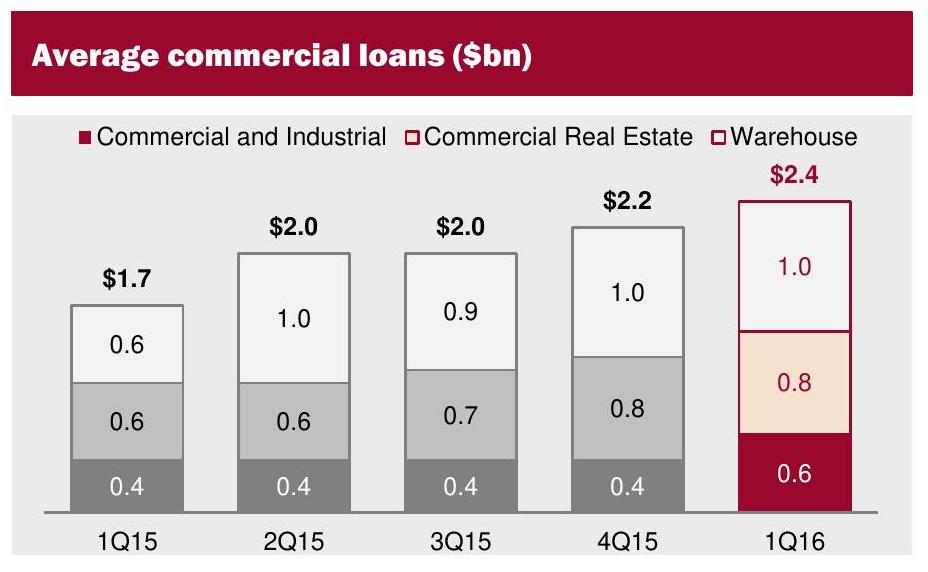 Average commercial loans ($bn)
Commercial and Industrial Commercial Real Estate Warehouse
$1.7 $2.0 $2.0 $2.2 $2.4
0.6 1.0 0.9 1.0 1.0
0.6 0.6 0.7 0.8 0.8
0.4 0.4 0.4 0.4 0.6
1Q15 2Q15 3Q15 4Q15 1Q16